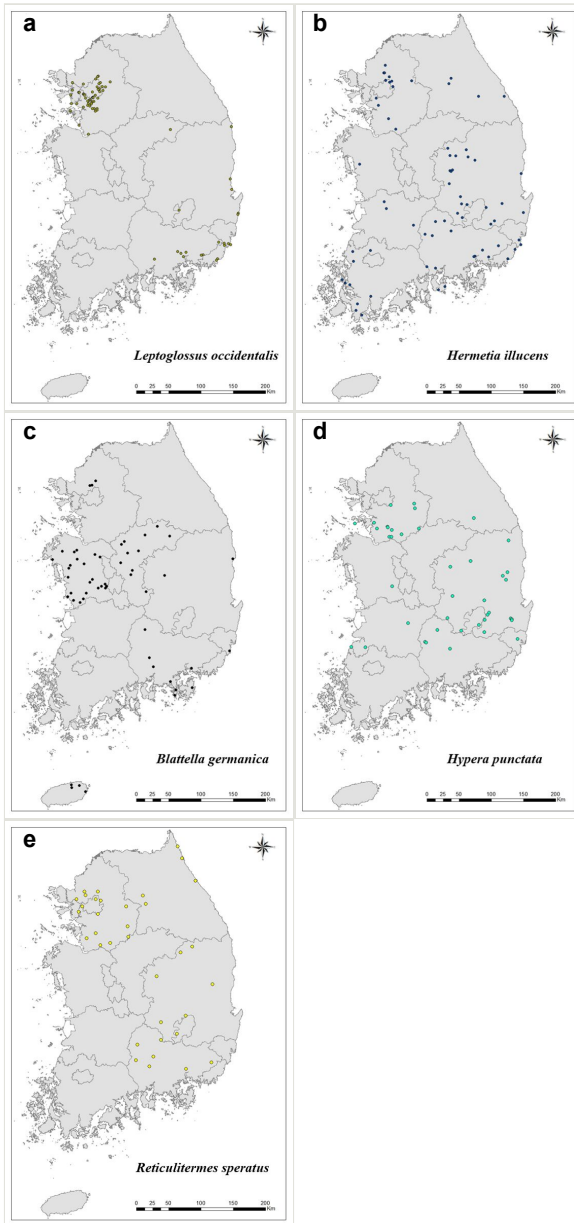 a
Leptoglossus occidentalis
0 25 50 100 150 200
Km
b
Hermetia illucens
0 25 50 100 150 200
Km
c
Blattella germanica
0 25 50 100 150 200
Km
d
Hypera punctata
0 25 50 100 150 200
Km
e
Reticulitermes speratus
0 25 50 100 150 200
Km